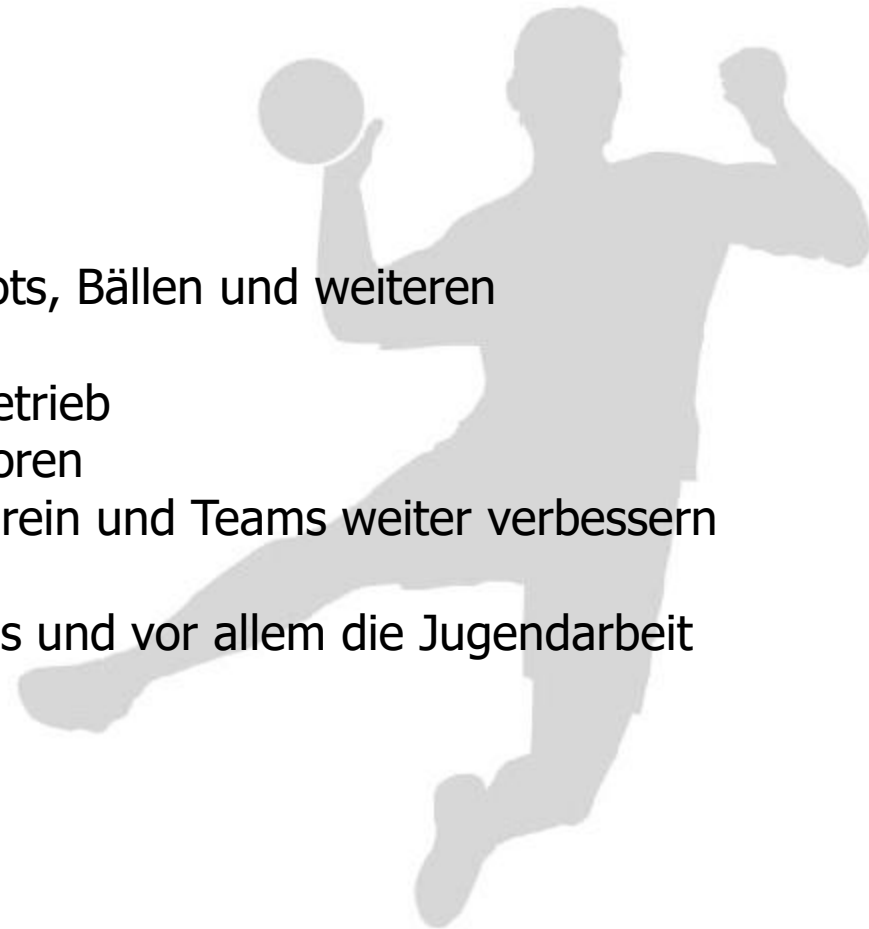 ots, Bällen und weiteren
etrieb
oren
rein und Teams weiter verbessern
s und vor allem die Jugendarbeit